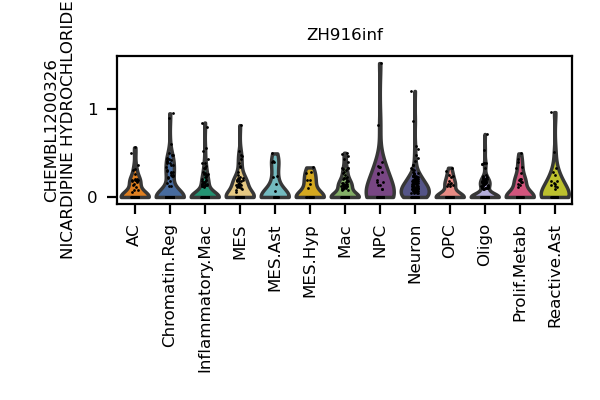 ZH916inf
CHEMBL1200326
NICARDIPINE HYDROCHLORIDE
1
0
AC
Chromatin.Reg
Inflammatory.Mac
MES
MES.Ast
MES.Hyp
Mac
NPC
Neuron
OPC
Oligo
Prolif.Metab
Reactive.Ast